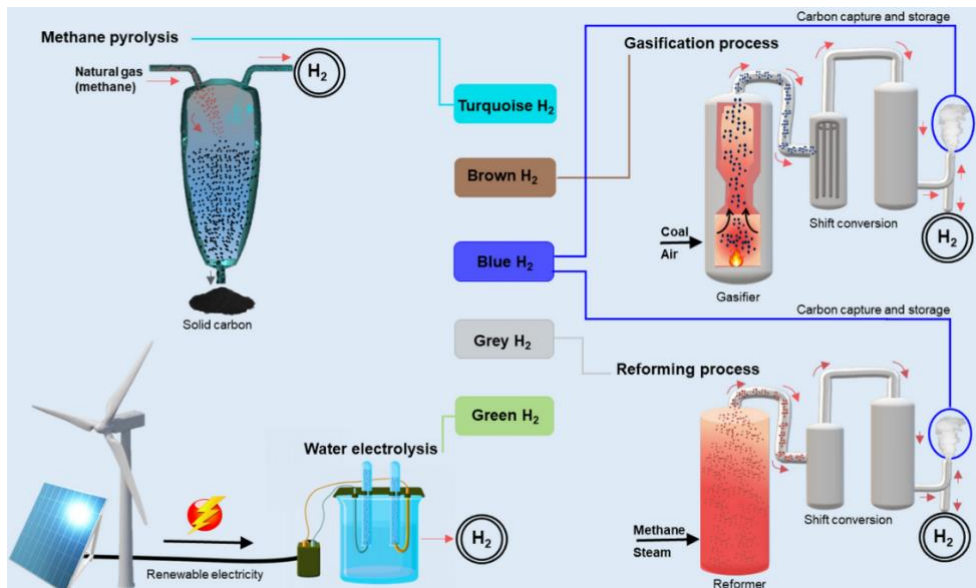 Methane pyrolysis
Natural gas
(methane)
H₂
Solid carbon
Turquoise H₂
Brown H₂
Blue H₂
Grey H₂
Green H₂
Carbon capture and storage
Gasification process
Coal
Air
Gasifier
Shift conversion
H₂
Carbon capture and storage
Reforming process
Methane
Steam
Reformer
Shift conversion
H₂
Water electrolysis
Renewable electricity
H₂